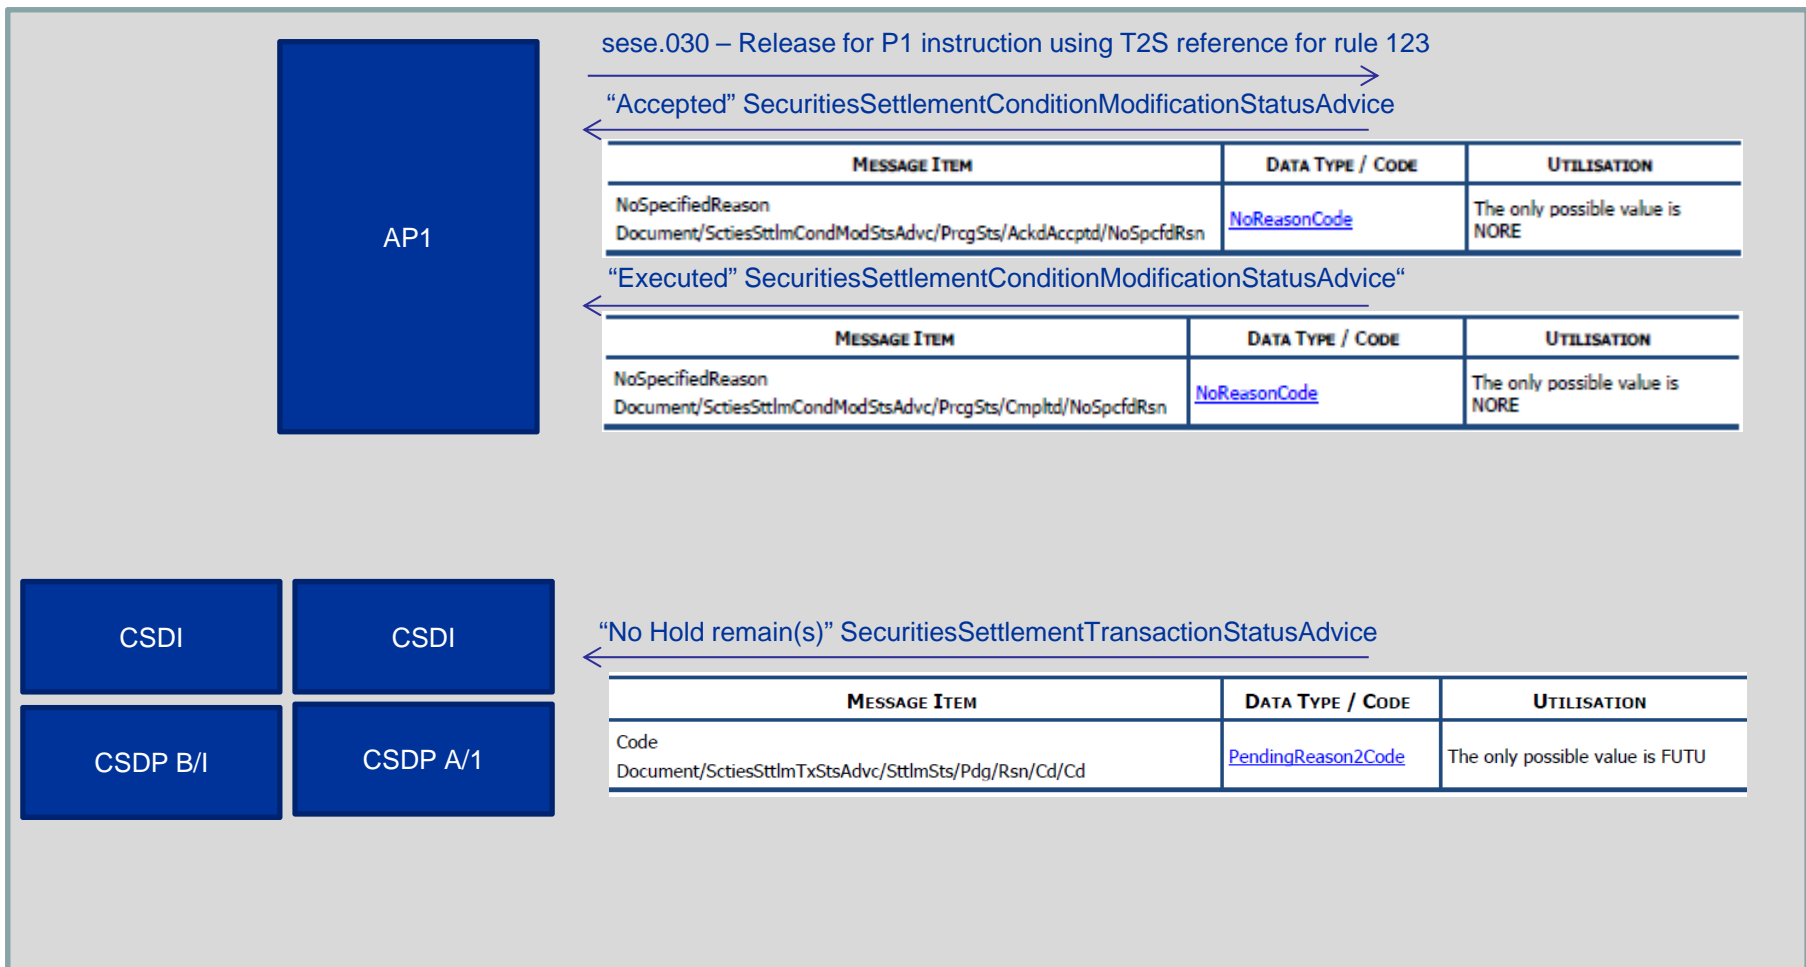 sese.030 – Release for P1 instruction using T2S reference for rule 123
“Accepted” SecuritiesSettlementConditionModificationStatusAdvice
AP1
MESSAGE ITEM DATA TYPE / CODE UTILISATION
NoSpecifiedReason
Document/SctiesSttlmCondModStsAdvc/PrcgSts/AckdAccptd/NoSpcfdRsn
NoReasonCode
The only possible value is
NORE
“Executed” SecuritiesSettlementConditionModificationStatusAdvice“
MESSAGE ITEM DATA TYPE / CODE UTILISATION
NoSpecifiedReason
Document/SctiesSttlmCondModStsAdvc/PrcgSts/Cmpltd/NoSpcfdRsn
NoReasonCode
The only possible value is
NORE
CSDI
CSDI
CSDP B/I
CSDP A/1
“No Hold remain(s)” SecuritiesSettlementTransactionStatusAdvice
MESSAGE ITEM DATA TYPE / CODE UTILISATION
Code
Document/SctiesSttlmTxStsAdvc/SttlmSts/Pdg/Rsn/Cd/Cd
PendingReason2Code
The only possible value is FUTU